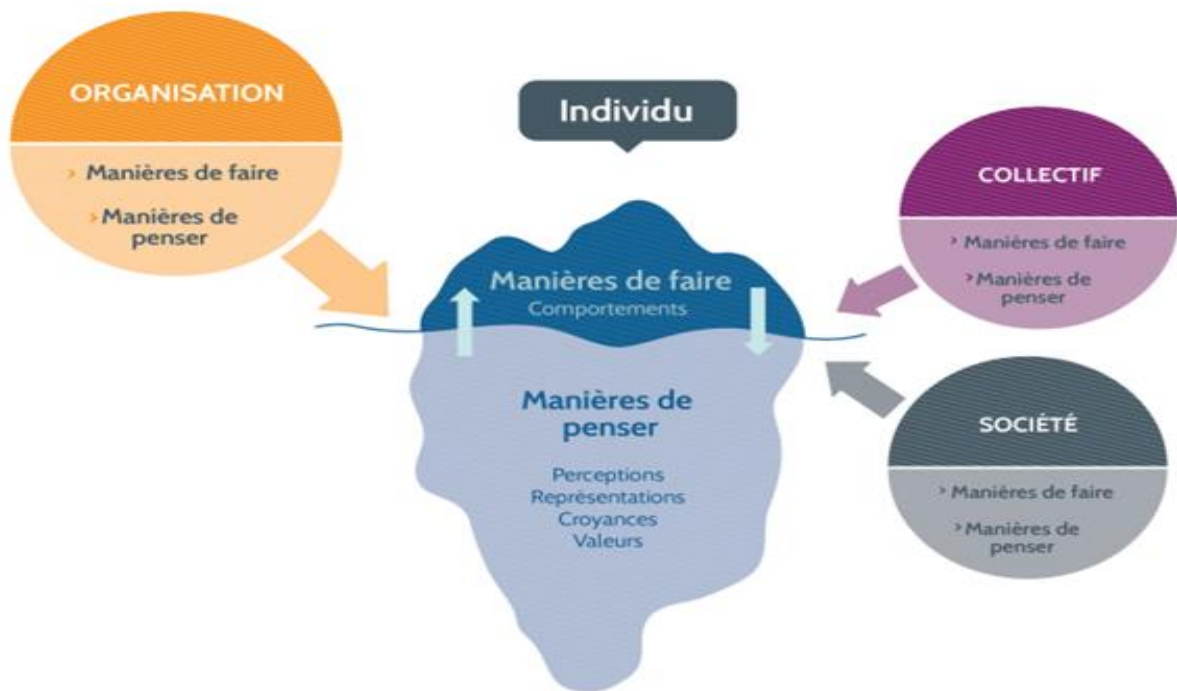 ORGANISATION
> Manières de faire
> Manières de
penser
Individu
Manières de faire
Comportements
Manières de
penser
Perceptions
Représentations
Croyances
Valeurs
COLLECTIF
> Manières de faire
> Manières de
penser
SOCIÉTÉ
> Manières de faire
> Manières de
penser